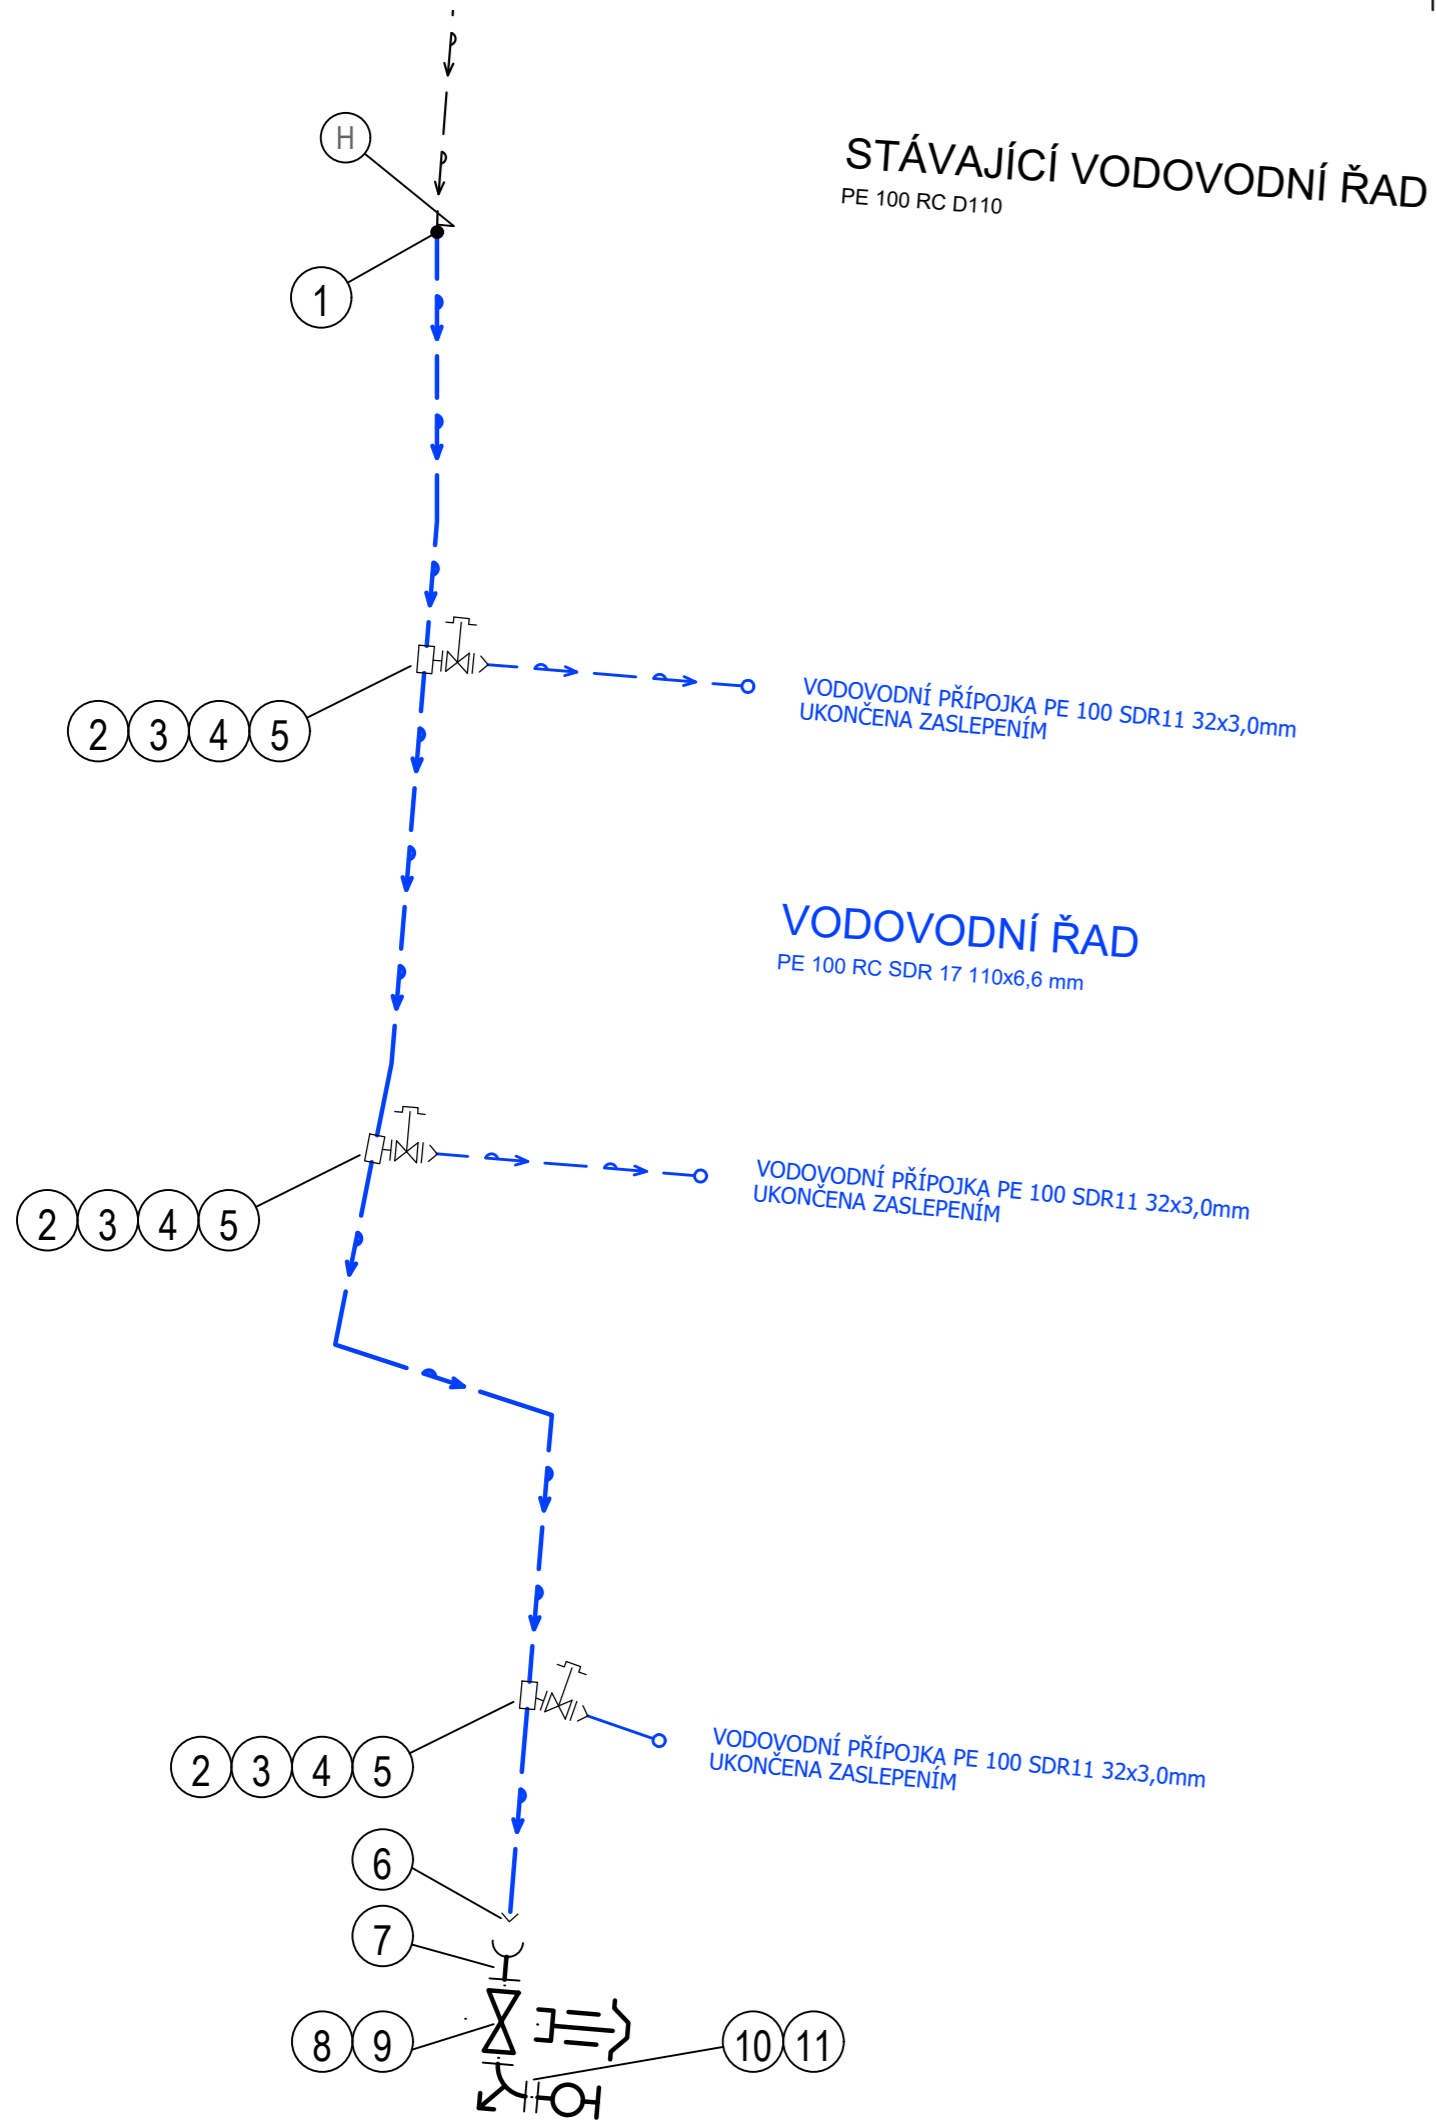 H
STÁVAJÍCÍ VODOVODNÍ ŘAD
PE 100 RC D110
1
2 3 4 5
VODOVODNÍ PŘÍPOJKA PE 100 SDR11 32x3,0mm
UKONČENA ZASLEPENÍM
VODOVODNÍ ŘAD
PE 100 RC SDR 17 110x6,6 mm
2 3 4 5
VODOVODNÍ PŘÍPOJKA PE 100 SDR11 32x3,0mm
UKONČENA ZASLEPENÍM
2 3 4 5
VODOVODNÍ PŘÍPOJKA PE 100 SDR11 32x3,0mm
UKONČENA ZASLEPENÍM
6
7
8 9
10 11